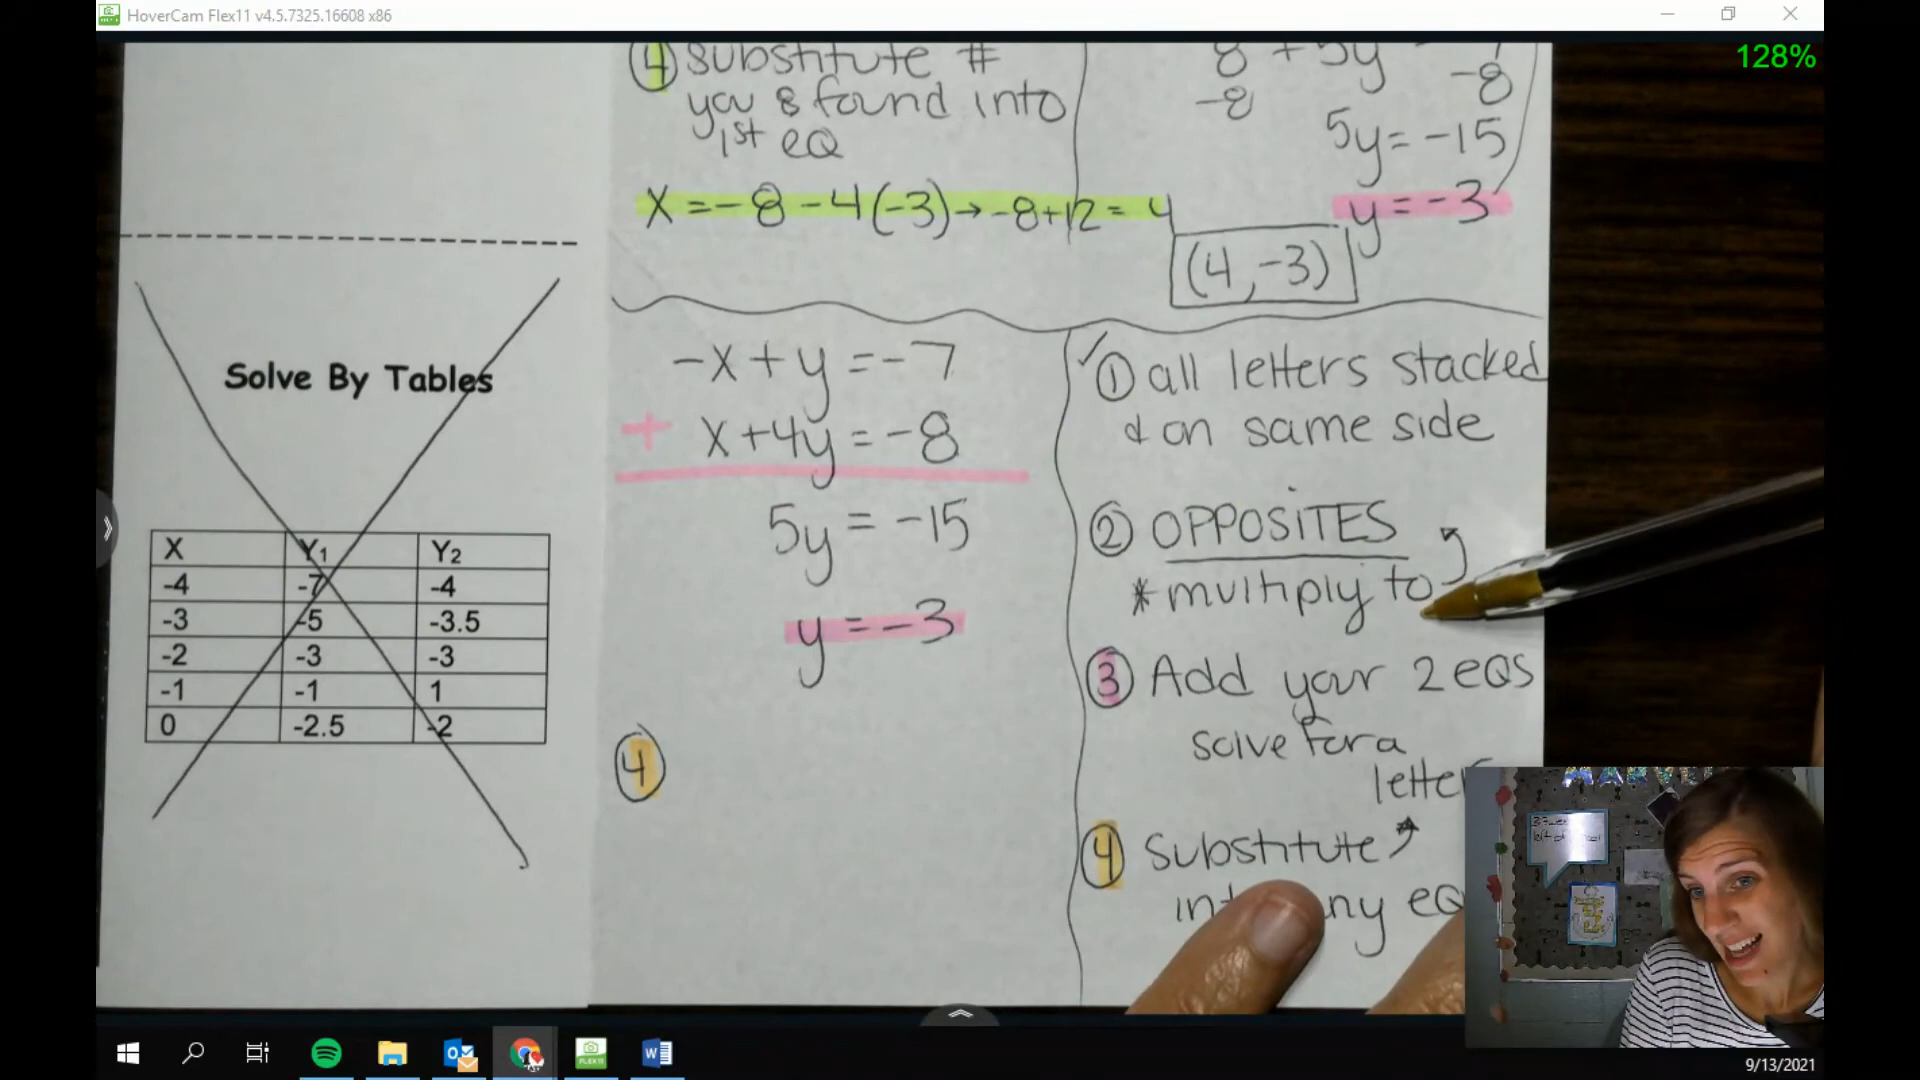 HoverCam Flex11 v4.5.7325.16608 x86
128%
④ substitute #
you & found into
1st eq
x = -8 - 4(-3) → -8+12 = 4
8 + 5y = -7
-8 -8
5y = -15
y = -3
(4, -3)
Solve By Tables
X Y1 Y2
-4 -7 -4
-3 -5 -3.5
-2 -3 -3
-1 -1 1
0 -2.5 -2
-x + y = -7
+ x + 4y = -8
5y = -15
y = -3
④
✓① all letters stacked
& on same side
② OPPOSITES
*multiply to
③ Add your 2 eqs
solve for a
letter
④ Substitute
into any eq
FLEX11
9/13/2021